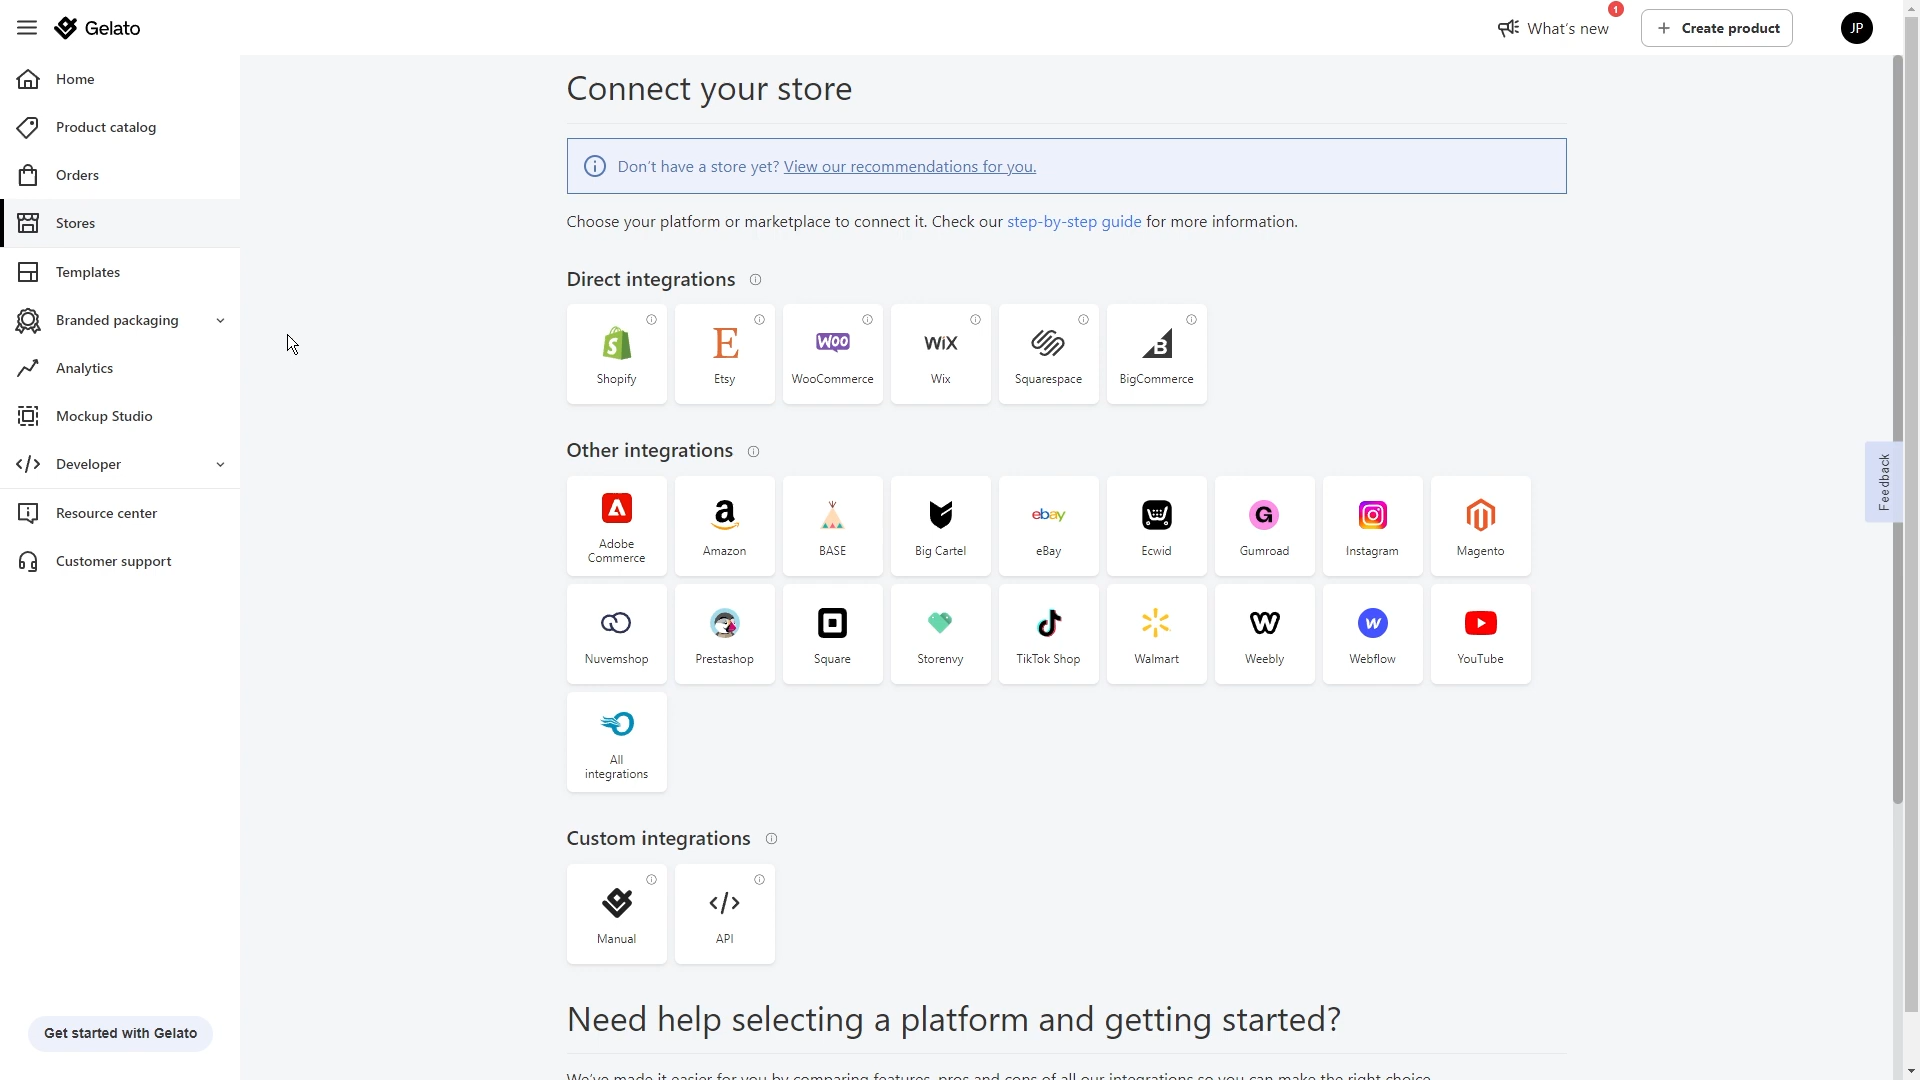 Gelato
What's new
1
Create product
JP
Home
Product catalog
Orders
Stores
Templates
Branded packaging
Analytics
Mockup Studio
Developer
Resource center
Customer support
Get started with Gelato
Connect your store
Don't have a store yet? View our recommendations for you.
Choose your platform or marketplace to connect it. Check our step-by-step guide for more information.
Direct integrations
Shopify
Etsy
WooCommerce
Wix
Squarespace
BigCommerce
Other integrations
Adobe
Commerce
Amazon
BASE
Big Cartel
eBay
Ecwid
Gumroad
Instagram
Magento
Nuvemshop
Prestashop
Square
Storenvy
TikTok Shop
Walmart
Weebly
Webflow
YouTube
All
integrations
Custom integrations
Manual
API
Need help selecting a platform and getting started?
We've made it easier for you by comparing features, pros and cons of all our integrations so you can make the right choice
Feedback